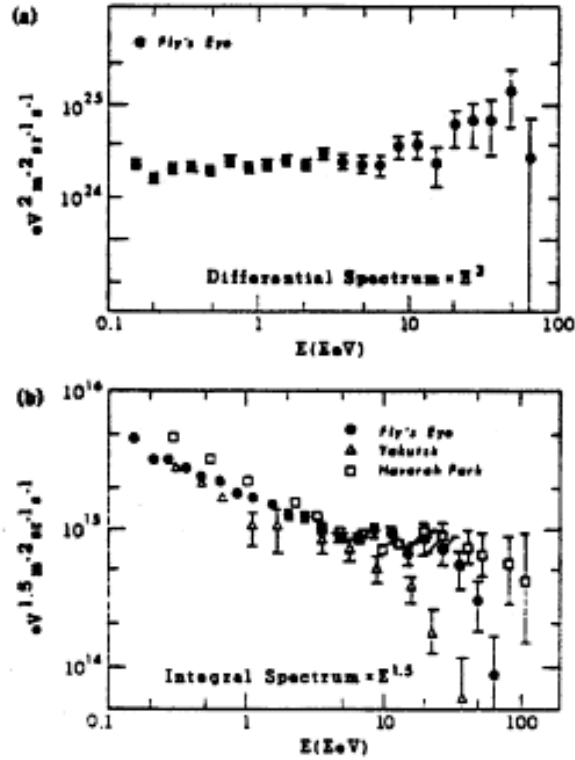 (a)
● Fly's Eye
10^25
10^24
eV^2 m^-2 sr^-1 s^-1
Differential Spectrum × E^3
0.1 1 10 100
E(EeV)
(b)
10^16
● Fly's Eye
△ Yakutsk
□ Haverah Park
10^15
10^14
eV^1.5 m^-2 sr^-1 s^-1
Integral Spectrum × E^1.5
0.1 1 10 100
E(EeV)